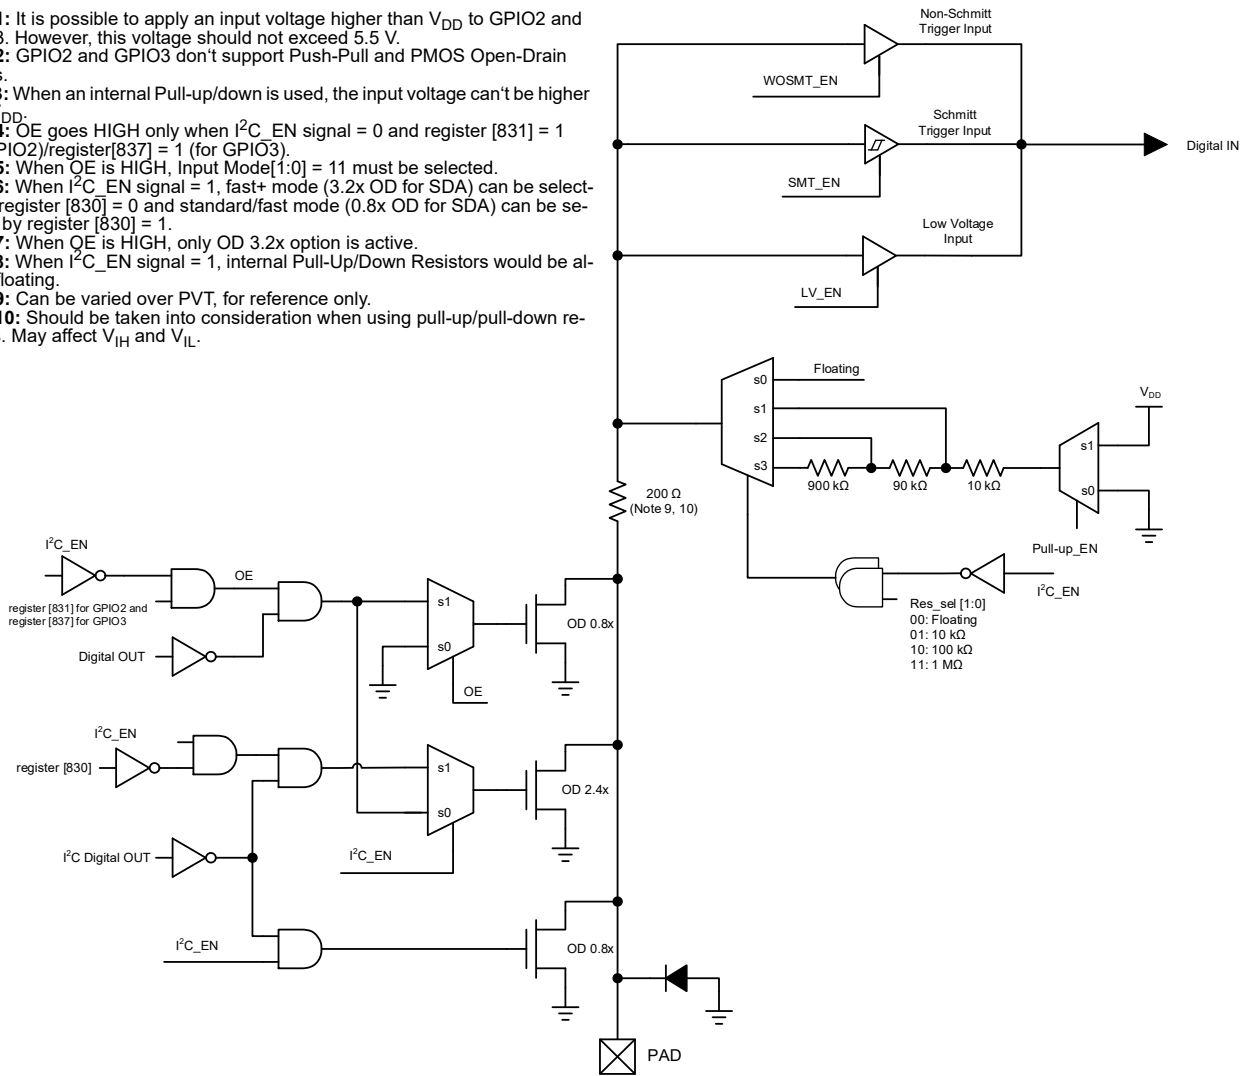 1: It is possible to apply an input voltage higher than VDD to GPIO2 and
3. However, this voltage should not exceed 5.5 V.
2: GPIO2 and GPIO3 don't support Push-Pull and PMOS Open-Drain
s.
: When an internal Pull-up/down is used, the input voltage can't be higher
DD.
4: OE goes HIGH only when I2C_EN signal = 0 and register [831] = 1
PIO2)/register[837] = 1 (for GPIO3).
5: When OE is HIGH, Input Mode[1:0] = 11 must be selected.
6: When I2C_EN signal = 1, fast+ mode (3.2x OD for SDA) can be select-
register [830] = 0 and standard/fast mode (0.8x OD for SDA) can be se-
by register [830] = 1.
7: When OE is HIGH, only OD 3.2x option is active.
: When I2C_EN signal = 1, internal Pull-Up/Down Resistors would be al-
floating.
9: Can be varied over PVT, for reference only.
10: Should be taken into consideration when using pull-up/pull-down re-
. May affect VIH and VIL.
Non-Schmitt
Trigger Input
WOSMT_EN
Schmitt
Trigger Input
SMT_EN
Digital IN
Low Voltage
Input
LV_EN
Floating
s0
s1
s2
s3
900 kΩ
90 kΩ
10 kΩ
VDD
s1
s0
Pull-up_EN
200 Ω
(Note 9, 10)
I2C_EN
Res_sel [1:0]
00: Floating
01: 10 kΩ
10: 100 kΩ
11: 1 MΩ
I2C_EN
OE
register [831] for GPIO2 and
register [837] for GPIO3
Digital OUT
s1
s0
OE
OD 0.8x
I2C_EN
register [830]
s1
s0
I2C_EN
OD 2.4x
I2C Digital OUT
I2C_EN
OD 0.8x
PAD